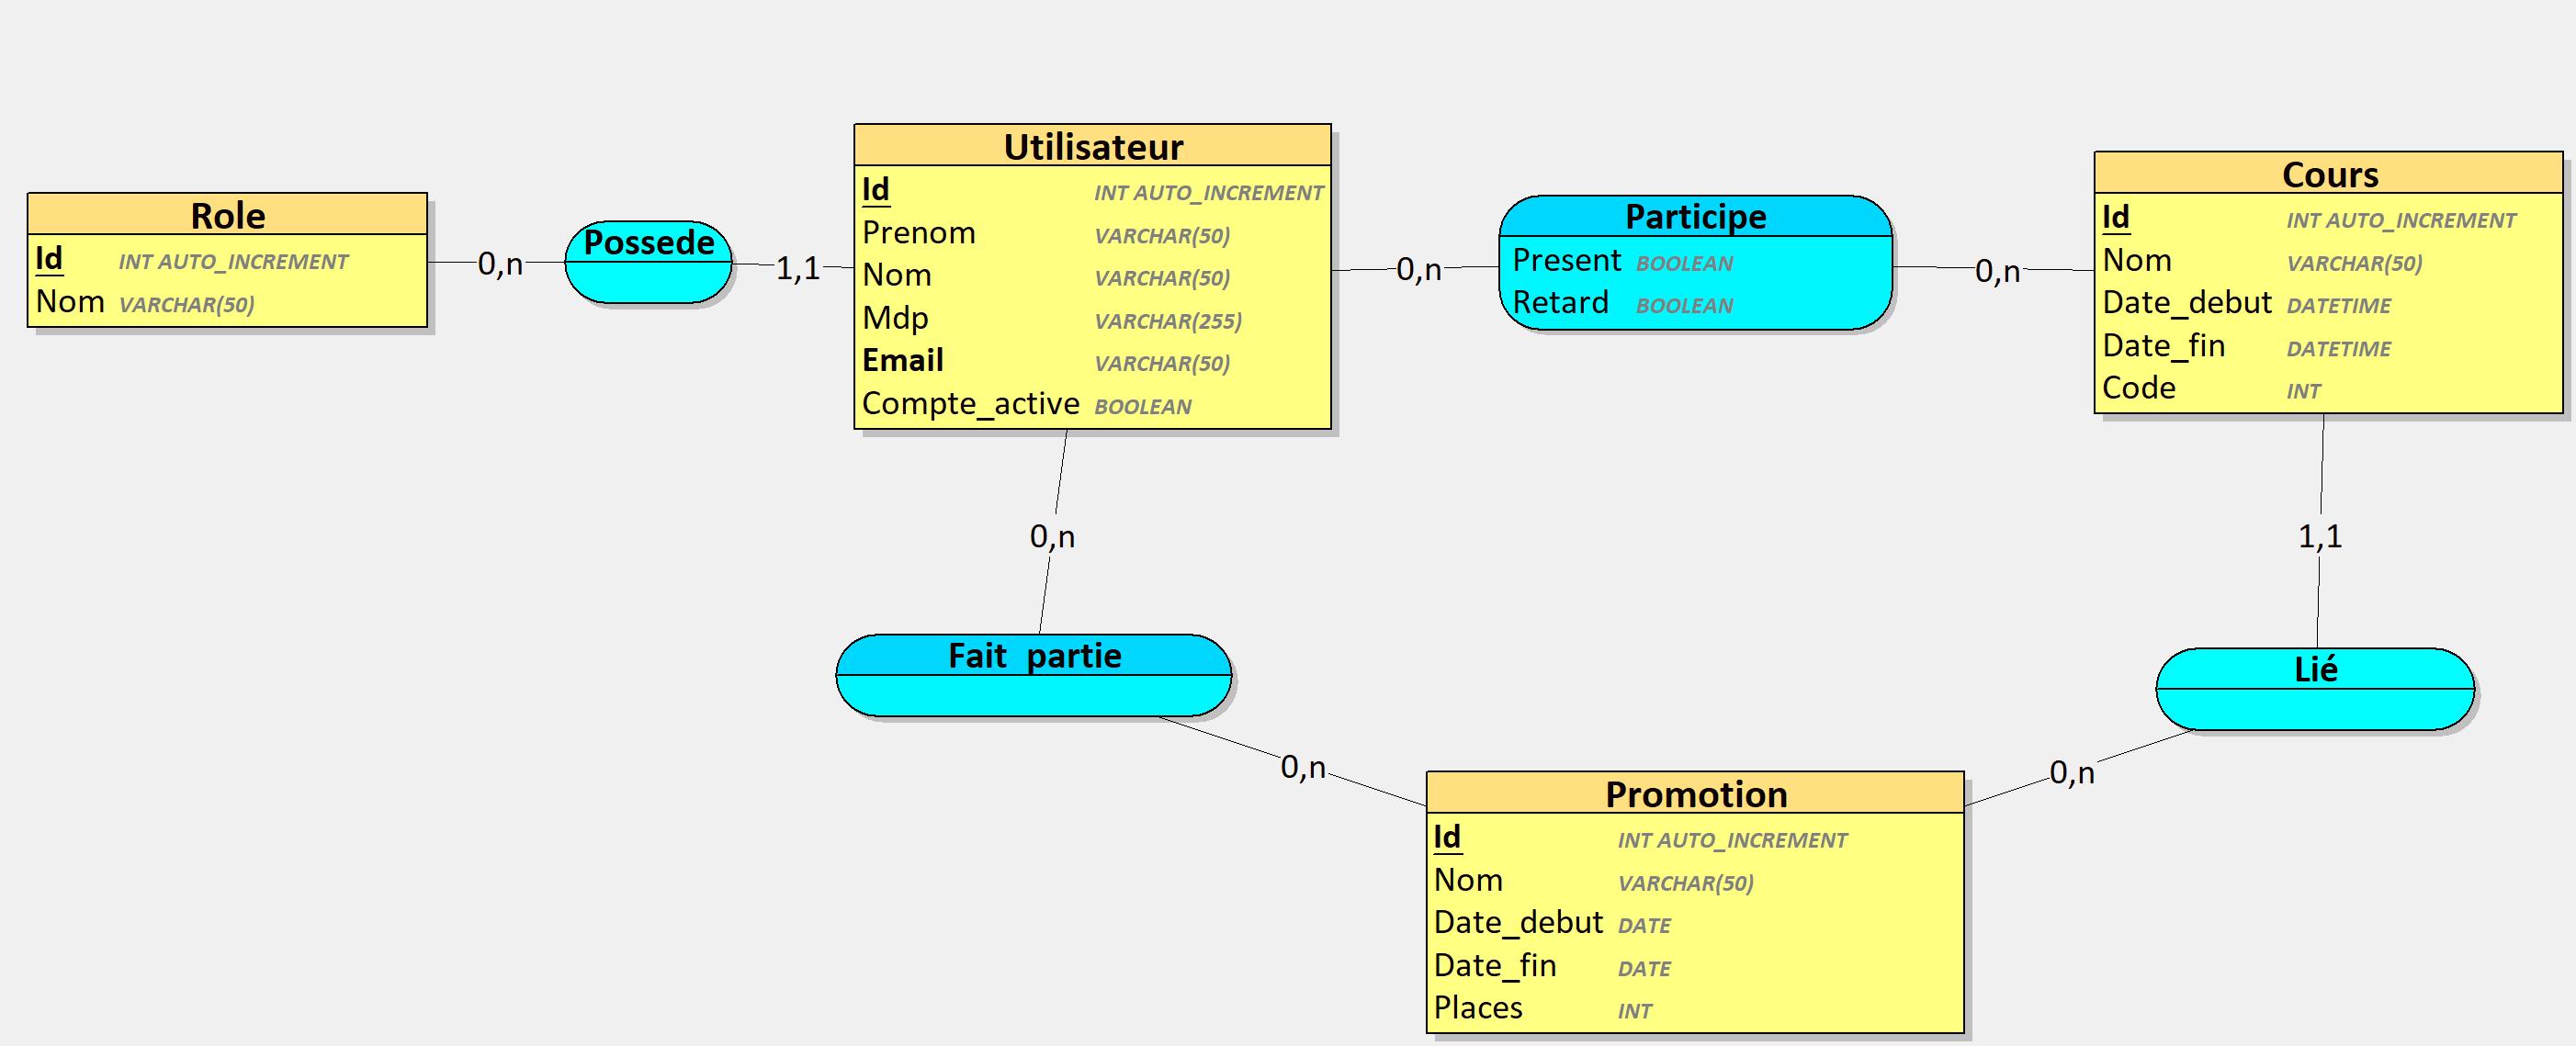 Role
Id INT AUTO_INCREMENT
Nom VARCHAR(50)
0,n
Possede
1,1
Utilisateur
Id INT AUTO_INCREMENT
Prenom VARCHAR(50)
Nom VARCHAR(50)
Mdp VARCHAR(255)
Email VARCHAR(50)
Compte_active BOOLEAN
0,n
Participe
Present BOOLEAN
Retard BOOLEAN
0,n
Cours
Id INT AUTO_INCREMENT
Nom VARCHAR(50)
Date_debut DATETIME
Date_fin DATETIME
Code INT
0,n
1,1
Fait partie
Lié
0,n
0,n
Promotion
Id INT AUTO_INCREMENT
Nom VARCHAR(50)
Date_debut DATE
Date_fin DATE
Places INT